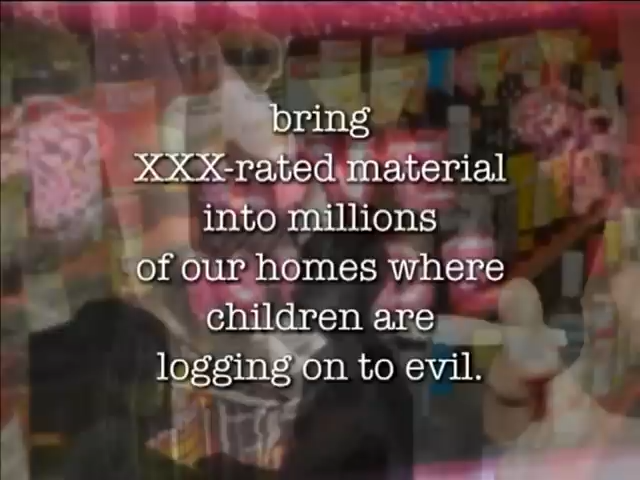 bring
XXX-rated material
into millions
of our homes where
children are
logging on to evil.